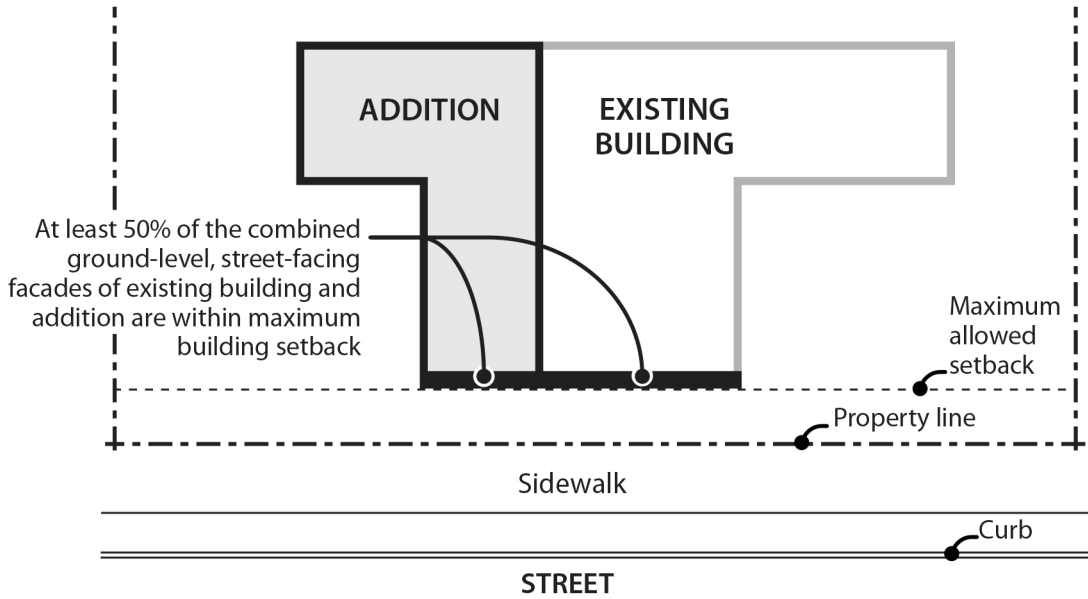 ADDITION
EXISTING
BUILDING
At least 50% of the combined
ground-level, street-facing
facades of existing building and
addition are within maximum
building setback
Maximum
allowed
setback
Property line
Sidewalk
Curb
STREET